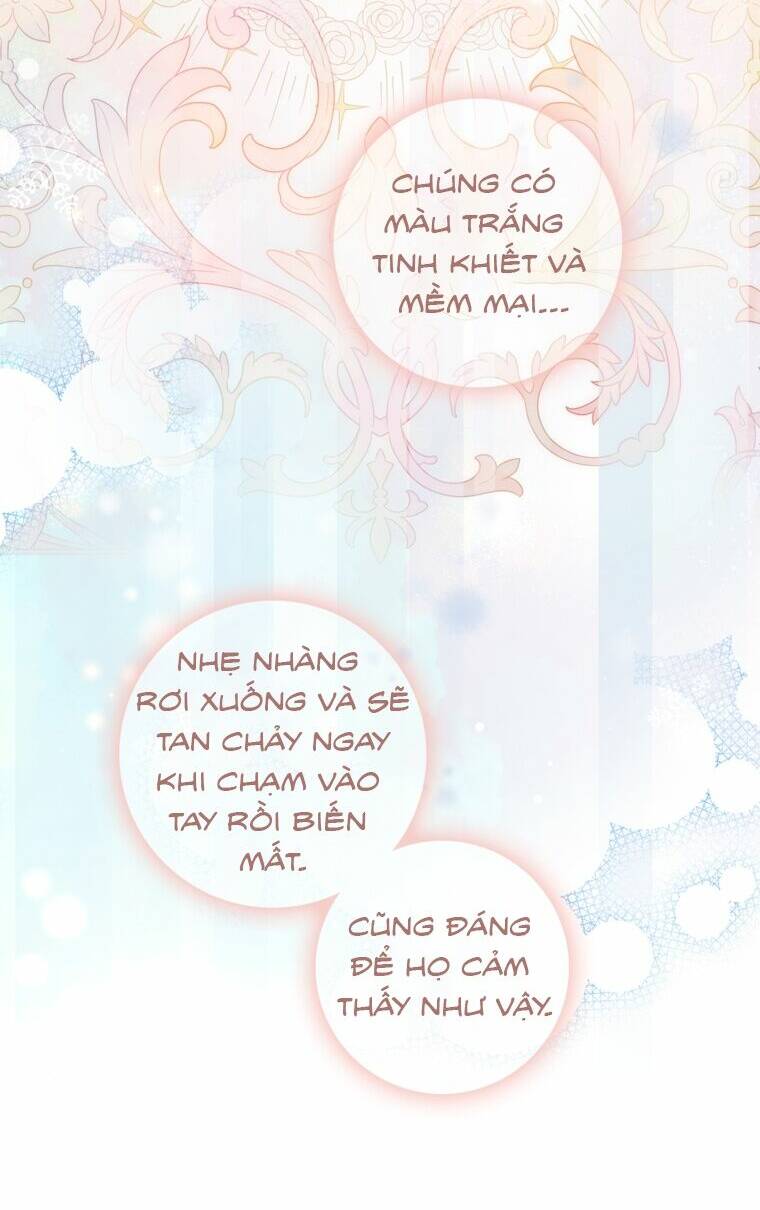 CHÚNG CÓ
MÀU TRẮNG
TINH KHIẾT VÀ
MỀM MẠI...
NHẸ NHÀNG
RƠI XUỐNG VÀ SẼ
TAN CHẢY NGAY
KHI CHẠM VÀO
TAY RỒI BIẾN
MẤT.
CŨNG ĐÁNG
ĐỂ HỌ CẢM
THẤY NHƯ VẬY.